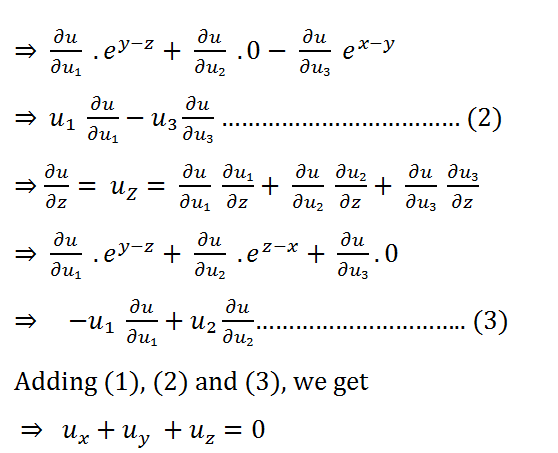 ⇒ ∂u/∂u₁ . e^(y−z) + ∂u/∂u₂ . 0 − ∂u/∂u₃ e^(x−y)
⇒ u₁ ∂u/∂u₁ − u₃ ∂u/∂u₃ ..................................... (2)
⇒ ∂u/∂z = u_Z = ∂u/∂u₁ ∂u₁/∂z + ∂u/∂u₂ ∂u₂/∂z + ∂u/∂u₃ ∂u₃/∂z
⇒ ∂u/∂u₁ . e^(y−z) + ∂u/∂u₂ . e^(z−x) + ∂u/∂u₃ . 0
⇒ −u₁ ∂u/∂u₁ + u₂ ∂u/∂u₂ ................................ (3)
Adding (1), (2) and (3), we get
⇒ u_x + u_y + u_z = 0